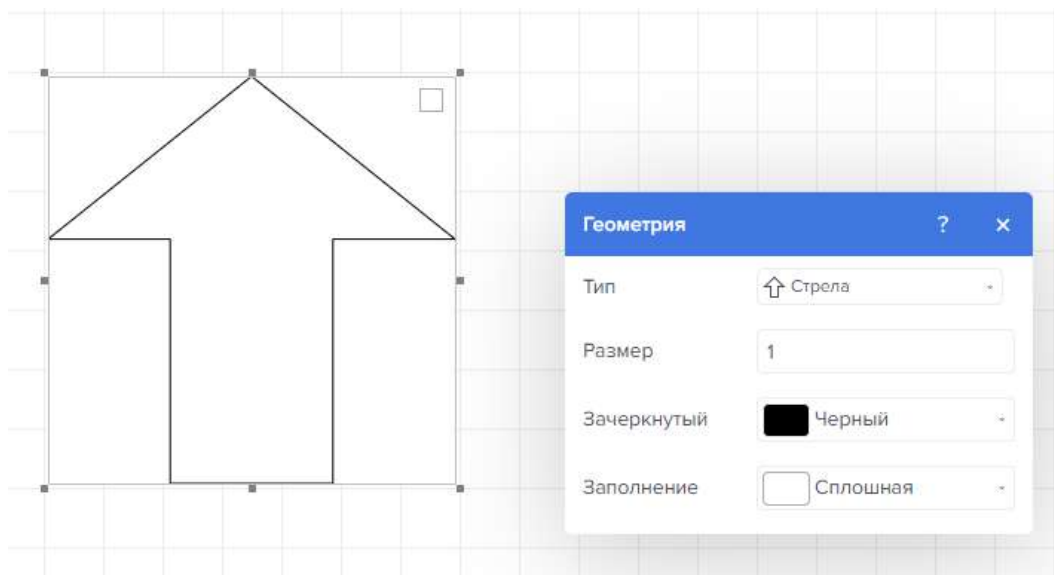 Геометрия ? ×
Тип Стрела
Размер 1
Зачеркнутый Черный
Заполнение Сплошная